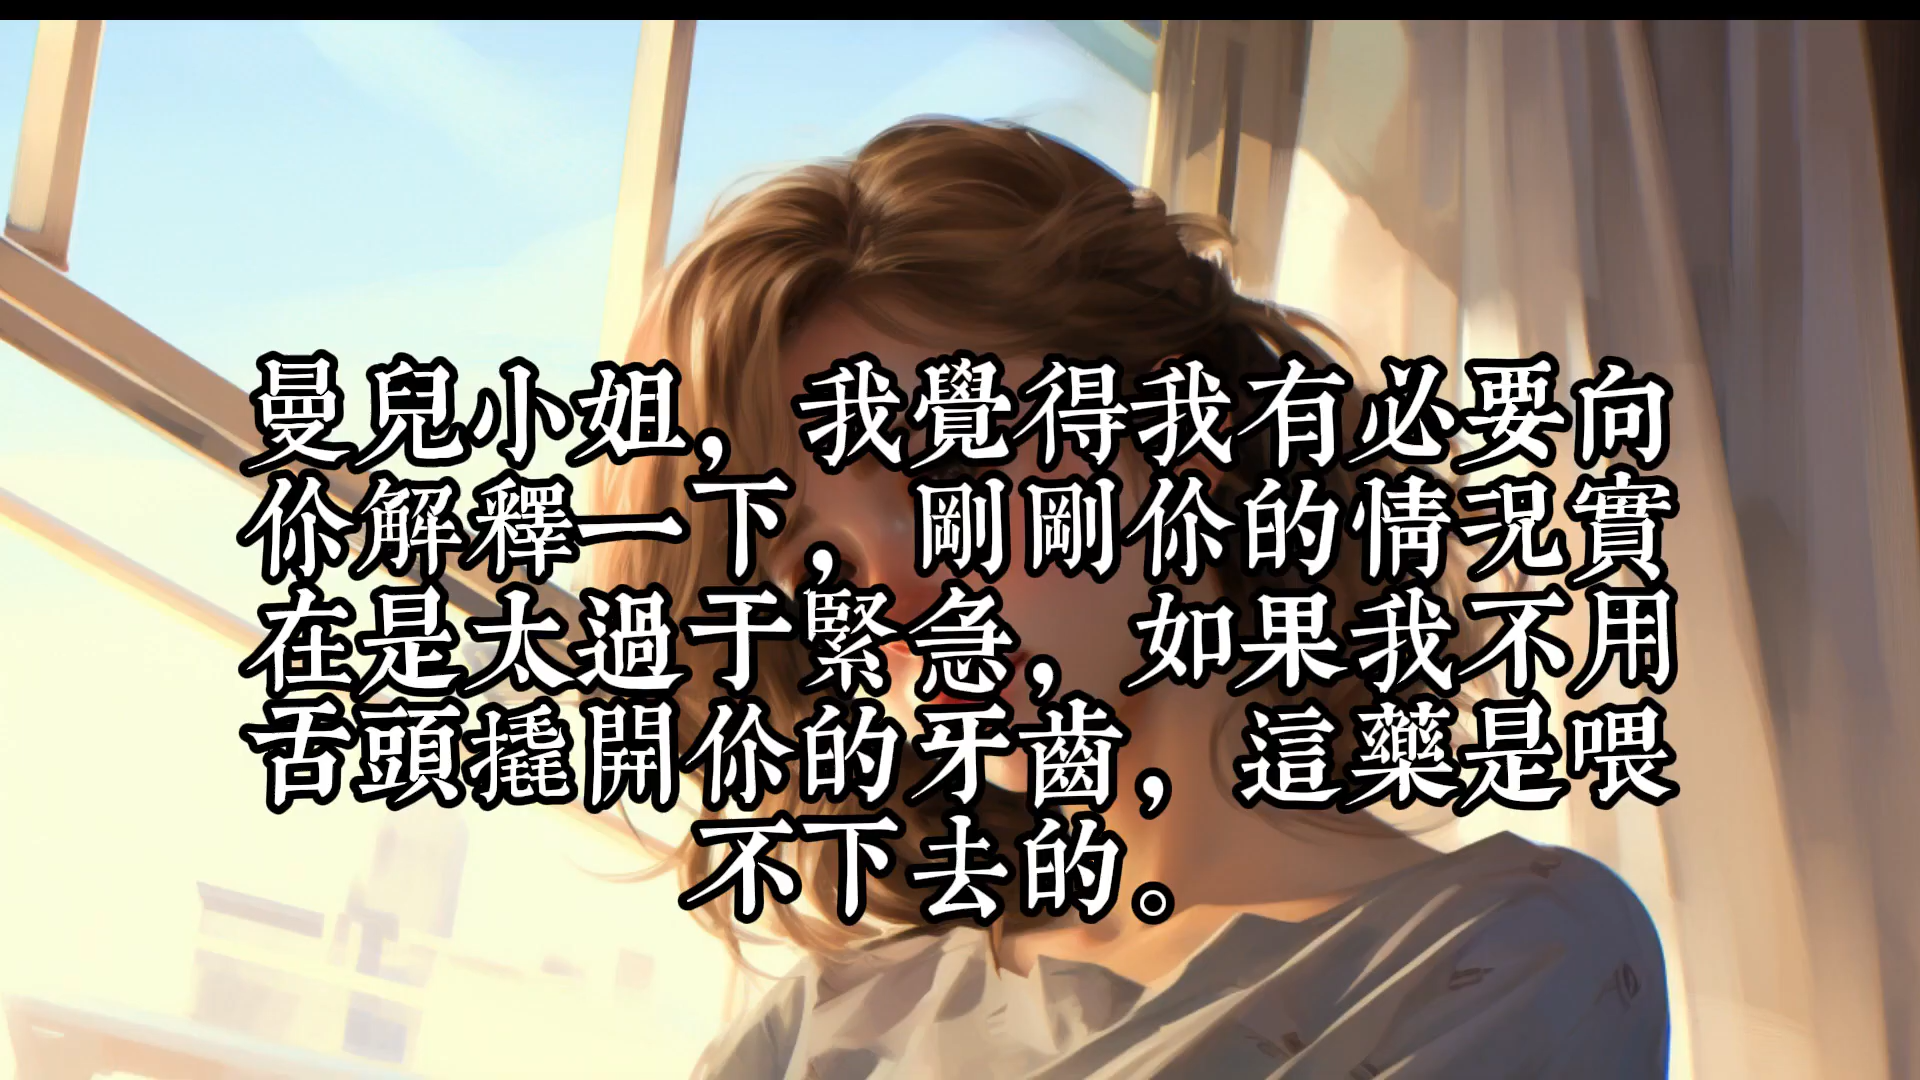 曼兒小姐，我覺得我有必要向
你解釋一下，剛剛你的情況實
在是太過于緊急，如果我不用
舌頭撬開你的牙齒，這藥是喂
不下去的。